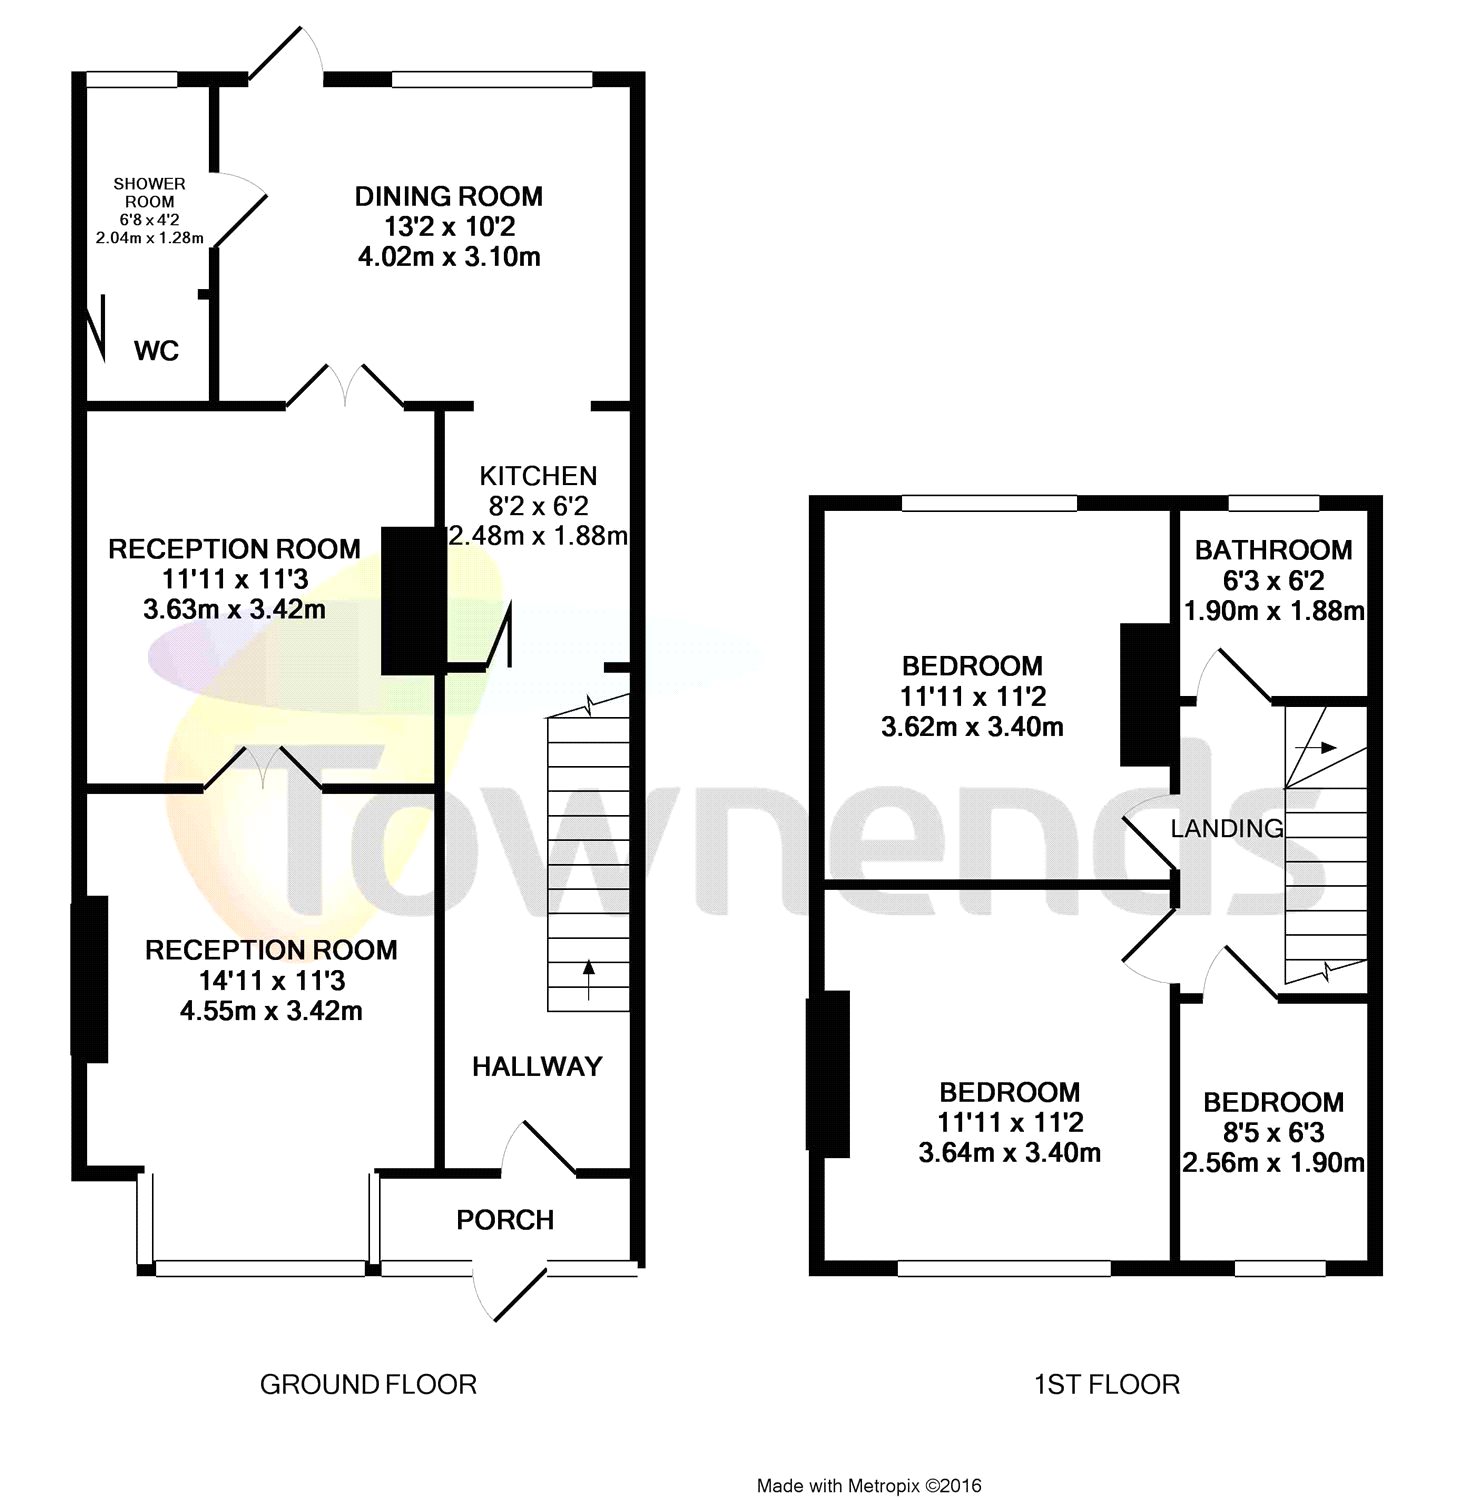 SHOWER
ROOM
6'8 x 4'2
2.04m x 1.28m
WC
DINING ROOM
13'2 x 10'2
4.02m x 3.10m
KITCHEN
8'2 x 6'2
2.48m x 1.88m
RECEPTION ROOM
11'11 x 11'3
3.63m x 3.42m
RECEPTION ROOM
14'11 x 11'3
4.55m x 3.42m
HALLWAY
PORCH
GROUND FLOOR
BATHROOM
6'3 x 6'2
1.90m x 1.88m
BEDROOM
11'11 x 11'2
3.62m x 3.40m
LANDING
BEDROOM
11'11 x 11'2
3.64m x 3.40m
BEDROOM
8'5 x 6'3
2.56m x 1.90m
1ST FLOOR
Townends
Made with Metropix ©2016